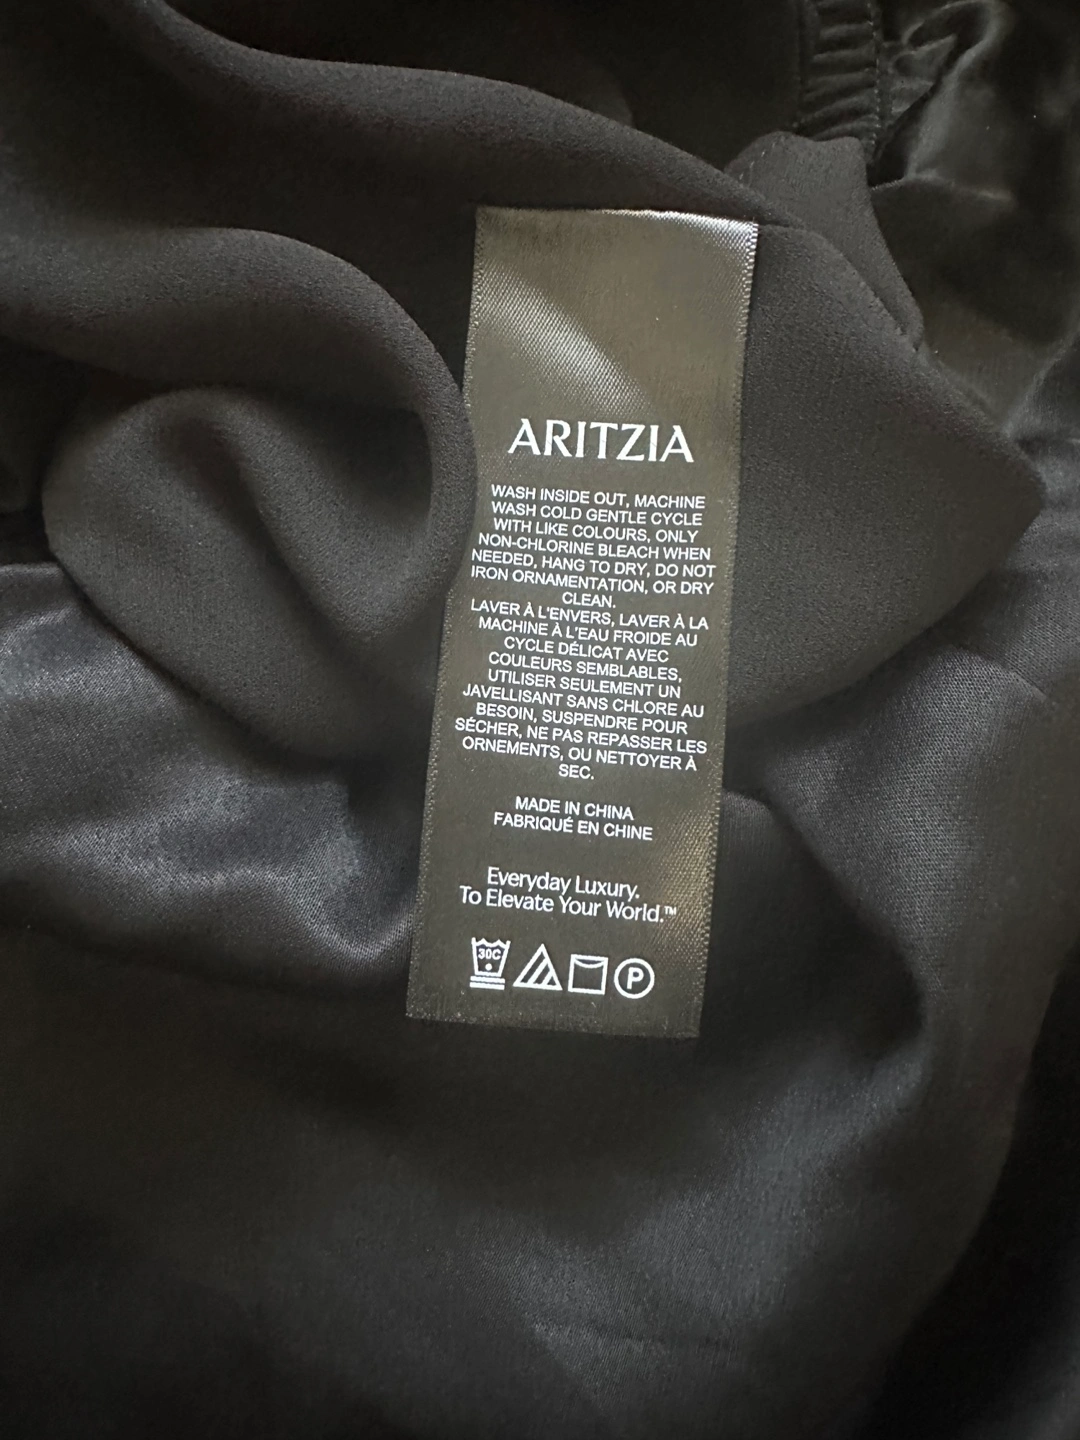 ARITZIA
WASH INSIDE OUT, MACHINE
WASH COLD GENTLE CYCLE
WITH LIKE COLOURS, ONLY
NON-CHLORINE BLEACH WHEN
NEEDED, HANG TO DRY, DO NOT
IRON ORNAMENTATION, OR DRY
CLEAN.
LAVER À L'ENVERS, LAVER À LA
MACHINE À L'EAU FROIDE AU
CYCLE DÉLICAT AVEC
COULEURS SEMBLABLES,
UTILISER SEULEMENT UN
JAVELLISANT SANS CHLORE AU
BESOIN, SUSPENDRE POUR
SÉCHER, NE PAS REPASSER LES
ORNEMENTS, OU NETTOYER À
SEC.
MADE IN CHINA
FABRIQUÉ EN CHINE
Everyday Luxury.
To Elevate Your World.™
30C P